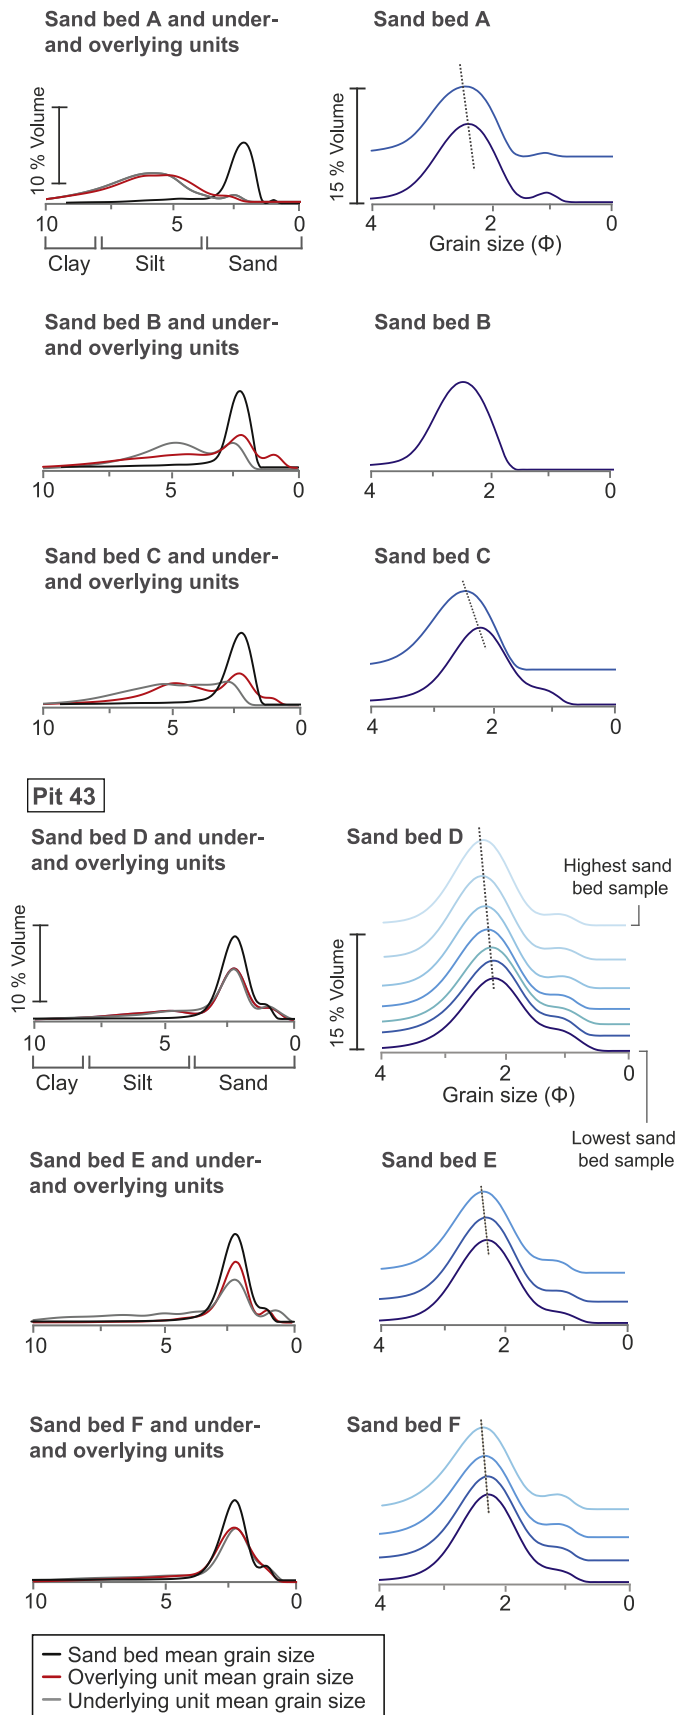 Sand bed A and under-
and overlying units
Sand bed A
10 % Volume
15 % Volume
10
5
0
4
2
0
Grain size (Φ)
Clay
Silt
Sand
Sand bed B and under-
and overlying units
Sand bed B
10
5
0
4
2
0
Sand bed C and under-
and overlying units
Sand bed C
10
5
0
4
2
0
Pit 43
Sand bed D and under-
and overlying units
Sand bed D
Highest sand
bed sample
10 % Volume
15 % Volume
10
5
0
4
2
0
Clay
Silt
Sand
Grain size (Φ)
Lowest sand
bed sample
Sand bed E and under-
and overlying units
Sand bed E
10
5
0
4
2
0
Sand bed F and under-
and overlying units
Sand bed F
10
5
0
4
2
0
Sand bed mean grain size
Overlying unit mean grain size
Underlying unit mean grain size